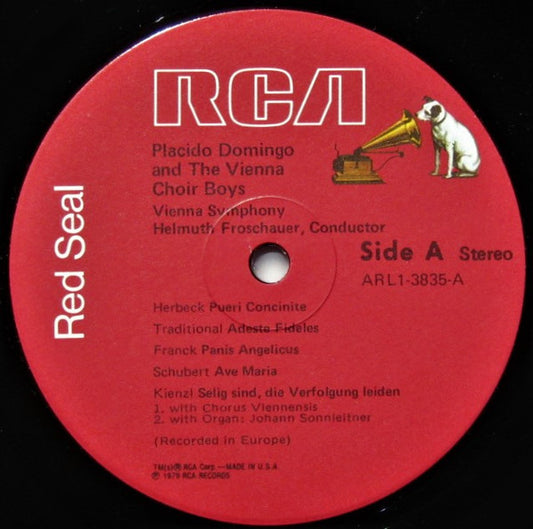 RCA
Placido Domingo
and The Vienna
Choir Boys
Vienna Symphony
Helmuth Froschauer, Conductor
Side A Stereo
ARL1-3835-A
Red Seal
Herbeck Pueri Concinite
Traditional Adeste Fideles
Franck Panis Angelicus
Schubert Ave Maria
Kienzl Selig sind, die Verfolgung leiden
1. with Chorus Viennensis
2. with Organ: Johann Sonnleitner
(Recorded in Europe)
TM(s)® RCA Corp.—MADE IN U.S.A.
℗ 1979 RCA RECORDS